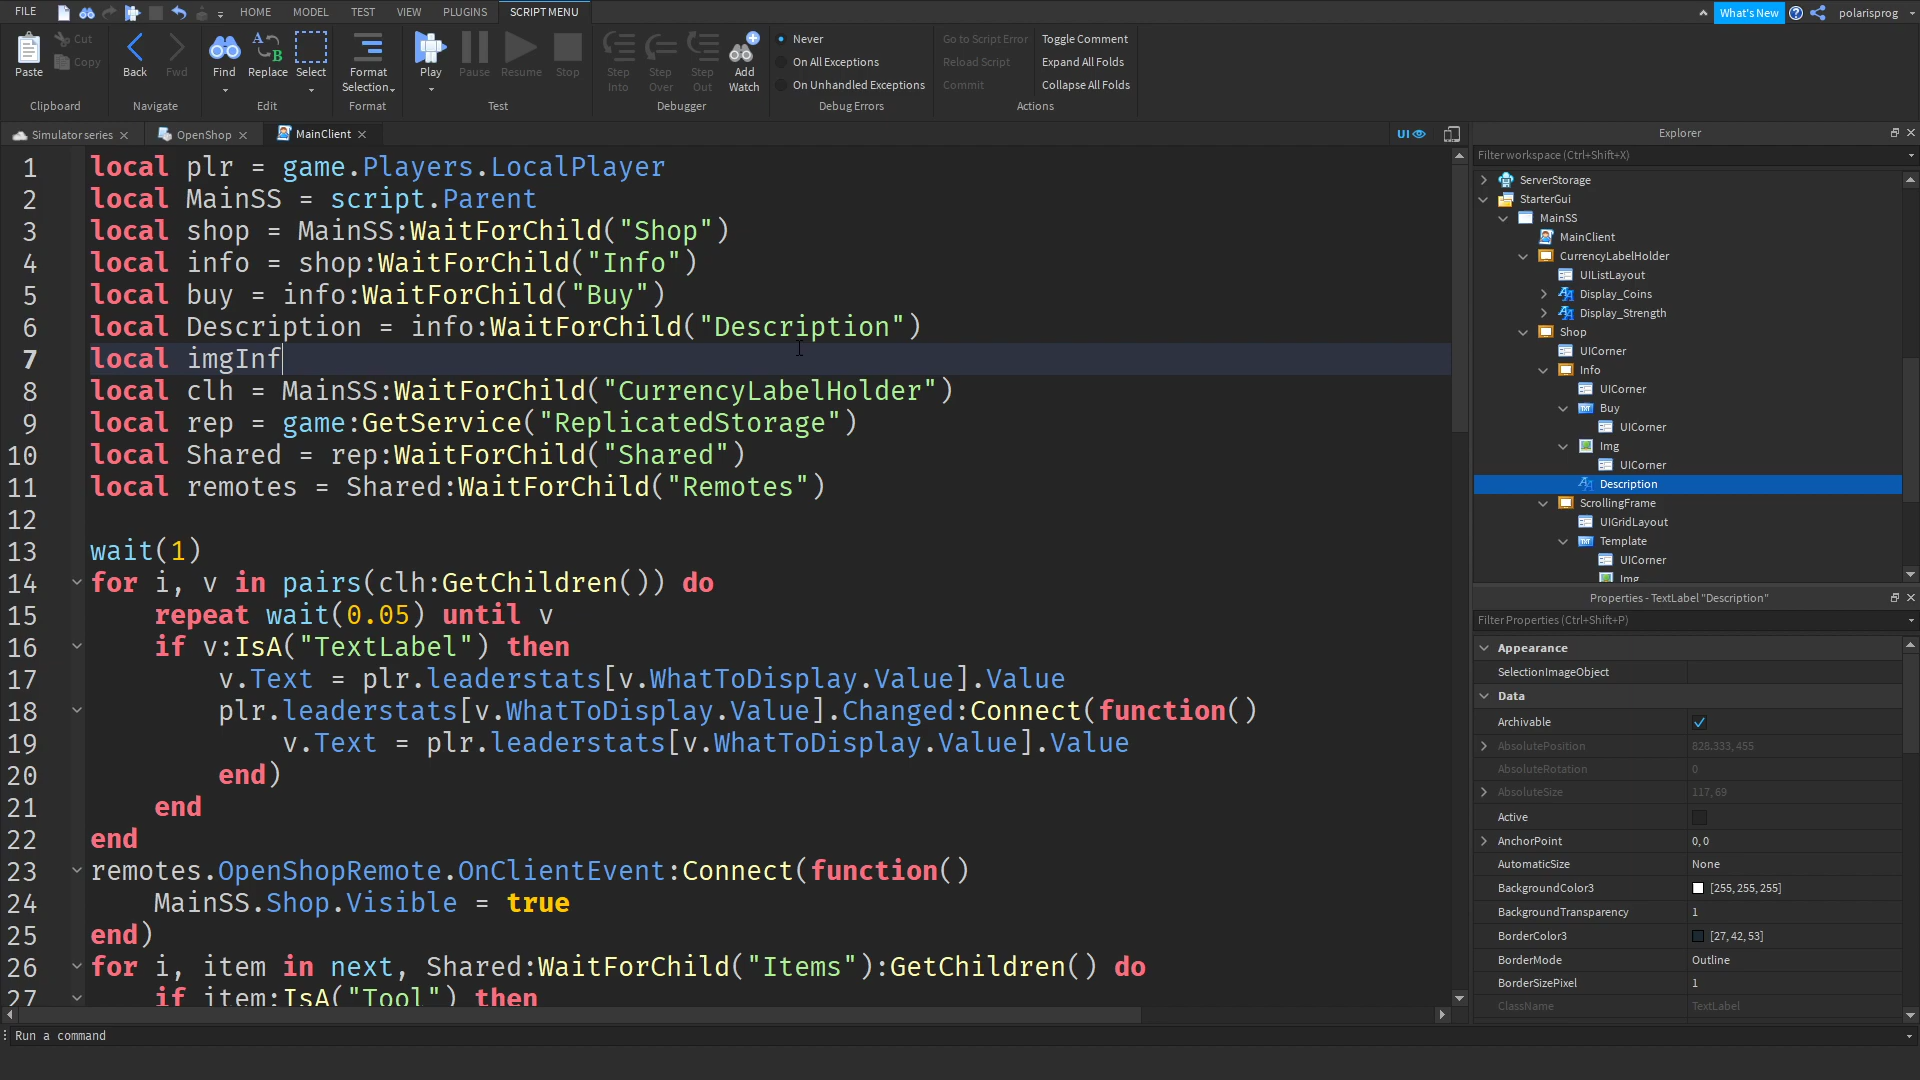 FILE HOME MODEL TEST VIEW PLUGINS SCRIPT MENU What's New polarisprog
Paste Cut Copy Clipboard
Back Fwd Navigate
Find Replace Select Edit
Format Selection Format
Play Pause Resume Stop Test
Step Into Step Over Step Out Add Watch Debugger
Never
On All Exceptions
On Unhandled Exceptions
Debug Errors
Go to Script Error Toggle Comment
Reload Script Expand All Folds
Commit Collapse All Folds
Actions
Simulator series OpenShop MainClient UI
1 local plr = game.Players.LocalPlayer
2 local MainSS = script.Parent
3 local shop = MainSS:WaitForChild("Shop")
4 local info = shop:WaitForChild("Info")
5 local buy = info:WaitForChild("Buy")
6 local Description = info:WaitForChild("Description")
7 local imgInf
8 local clh = MainSS:WaitForChild("CurrencyLabelHolder")
9 local rep = game:GetService("ReplicatedStorage")
10 local Shared = rep:WaitForChild("Shared")
11 local remotes = Shared:WaitForChild("Remotes")
12
13 wait(1)
14 for i, v in pairs(clh:GetChildren()) do
15 repeat wait(0.05) until v
16 if v:IsA("TextLabel") then
17 v.Text = plr.leaderstats[v.WhatToDisplay.Value].Value
18 plr.leaderstats[v.WhatToDisplay.Value].Changed:Connect(function()
19 v.Text = plr.leaderstats[v.WhatToDisplay.Value].Value
20 end)
21 end
22 end
23 remotes.OpenShopRemote.OnClientEvent:Connect(function()
24 MainSS.Shop.Visible = true
25 end)
26 for i, item in next, Shared:WaitForChild("Items"):GetChildren() do
27 if item:IsA("Tool") then
Run a command
Explorer
Filter workspace (Ctrl+Shift+X)
ServerStorage
StarterGui
MainSS
MainClient
CurrencyLabelHolder
UIListLayout
Display_Coins
Display_Strength
Shop
UICorner
Info
UICorner
Buy
UICorner
Img
UICorner
Description
ScrollingFrame
UIGridLayout
Template
UICorner
Img
Properties - TextLabel "Description"
Filter Properties (Ctrl+Shift+P)
Appearance
SelectionImageObject
Data
Archivable
AbsolutePosition 828.333, 455
AbsoluteRotation 0
AbsoluteSize 117, 69
Active
AnchorPoint 0, 0
AutomaticSize None
BackgroundColor3 [255, 255, 255]
BackgroundTransparency 1
BorderColor3 [27, 42, 53]
BorderMode Outline
BorderSizePixel 1
ClassName TextLabel